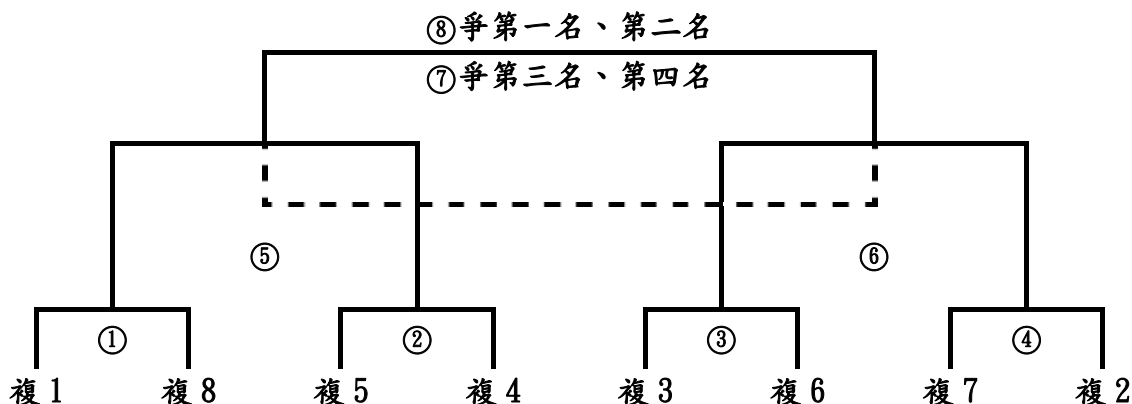 ⑧爭第一名、第二名
⑦爭第三名、第四名
⑤ ⑥
① ② ③ ④
複1 複8 複5 複4 複3 複6 複7 複2